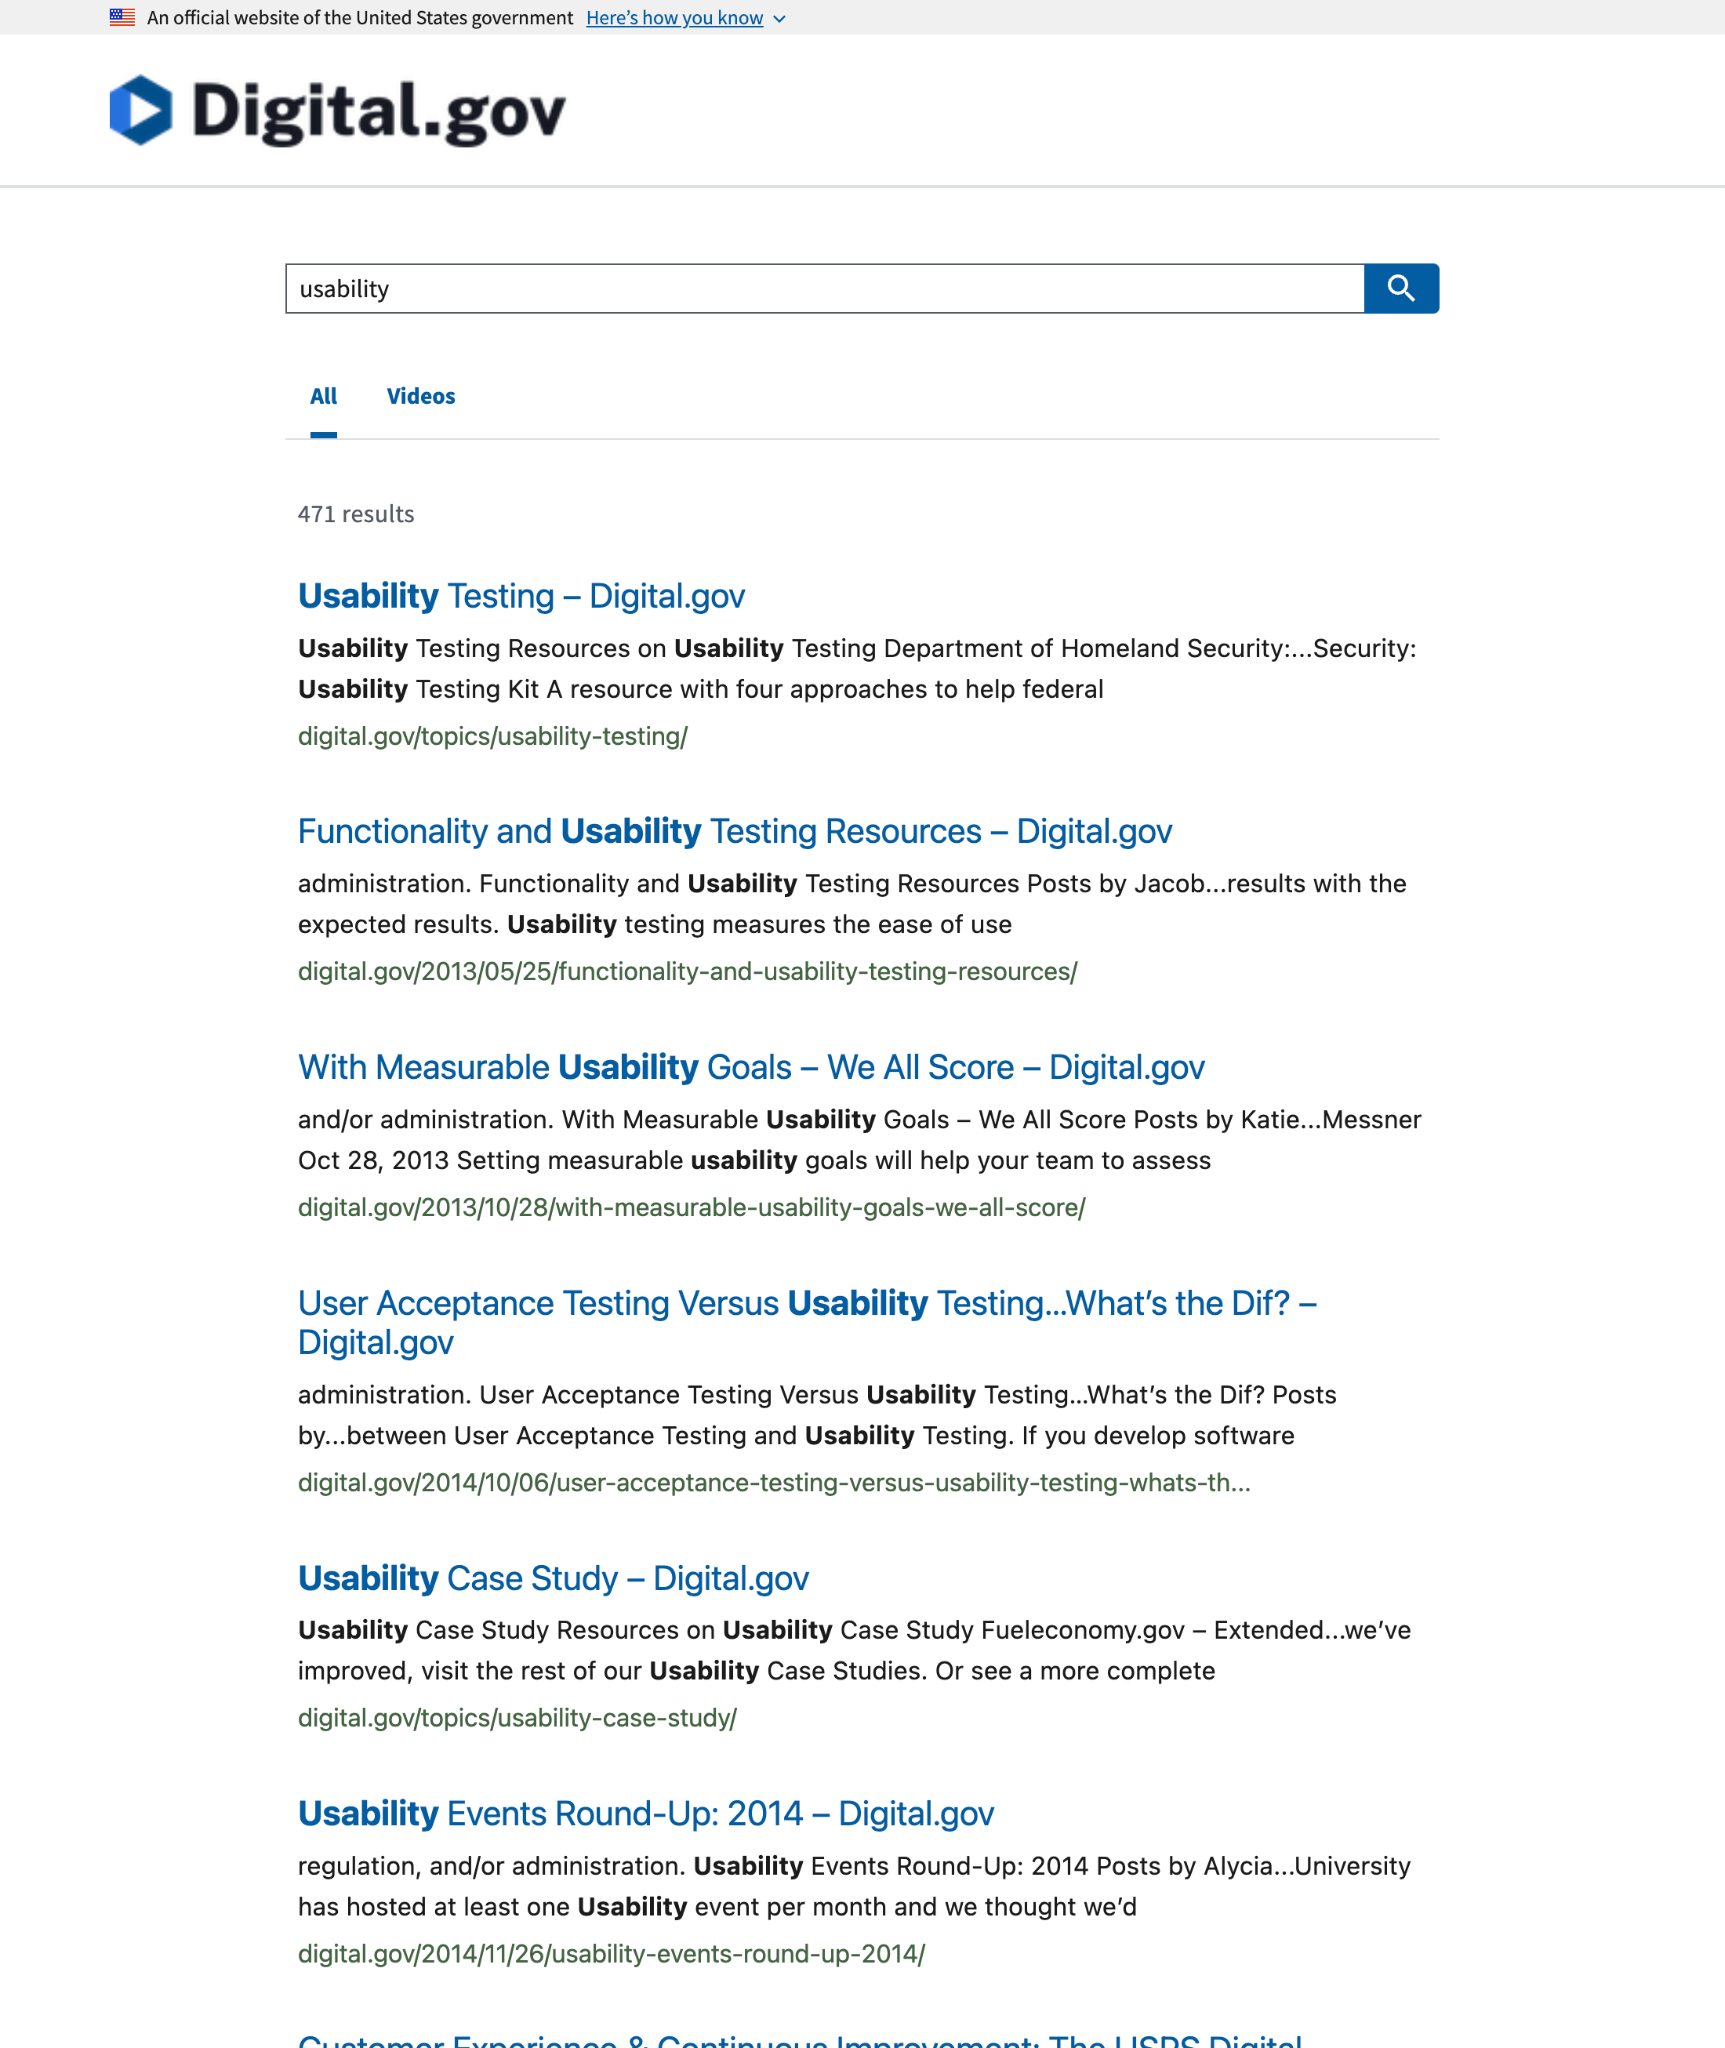 An official website of the United States government Here’s how you know
Digital.gov
usability
All Videos
471 results
Usability Testing – Digital.gov
Usability Testing Resources on Usability Testing Department of Homeland Security:...Security:
Usability Testing Kit A resource with four approaches to help federal
digital.gov/topics/usability-testing/
Functionality and Usability Testing Resources – Digital.gov
administration. Functionality and Usability Testing Resources Posts by Jacob...results with the
expected results. Usability testing measures the ease of use
digital.gov/2013/05/25/functionality-and-usability-testing-resources/
With Measurable Usability Goals – We All Score – Digital.gov
and/or administration. With Measurable Usability Goals – We All Score Posts by Katie...Messner
Oct 28, 2013 Setting measurable usability goals will help your team to assess
digital.gov/2013/10/28/with-measurable-usability-goals-we-all-score/
User Acceptance Testing Versus Usability Testing...What’s the Dif? –
Digital.gov
administration. User Acceptance Testing Versus Usability Testing...What’s the Dif? Posts
by...between User Acceptance Testing and Usability Testing. If you develop software
digital.gov/2014/10/06/user-acceptance-testing-versus-usability-testing-whats-th...
Usability Case Study – Digital.gov
Usability Case Study Resources on Usability Case Study Fueleconomy.gov – Extended...we’ve
improved, visit the rest of our Usability Case Studies. Or see a more complete
digital.gov/topics/usability-case-study/
Usability Events Round-Up: 2014 – Digital.gov
regulation, and/or administration. Usability Events Round-Up: 2014 Posts by Alycia...University
has hosted at least one Usability event per month and we thought we’d
digital.gov/2014/11/26/usability-events-round-up-2014/
Customer Experience & Continuous Improvement: The USPS Digital